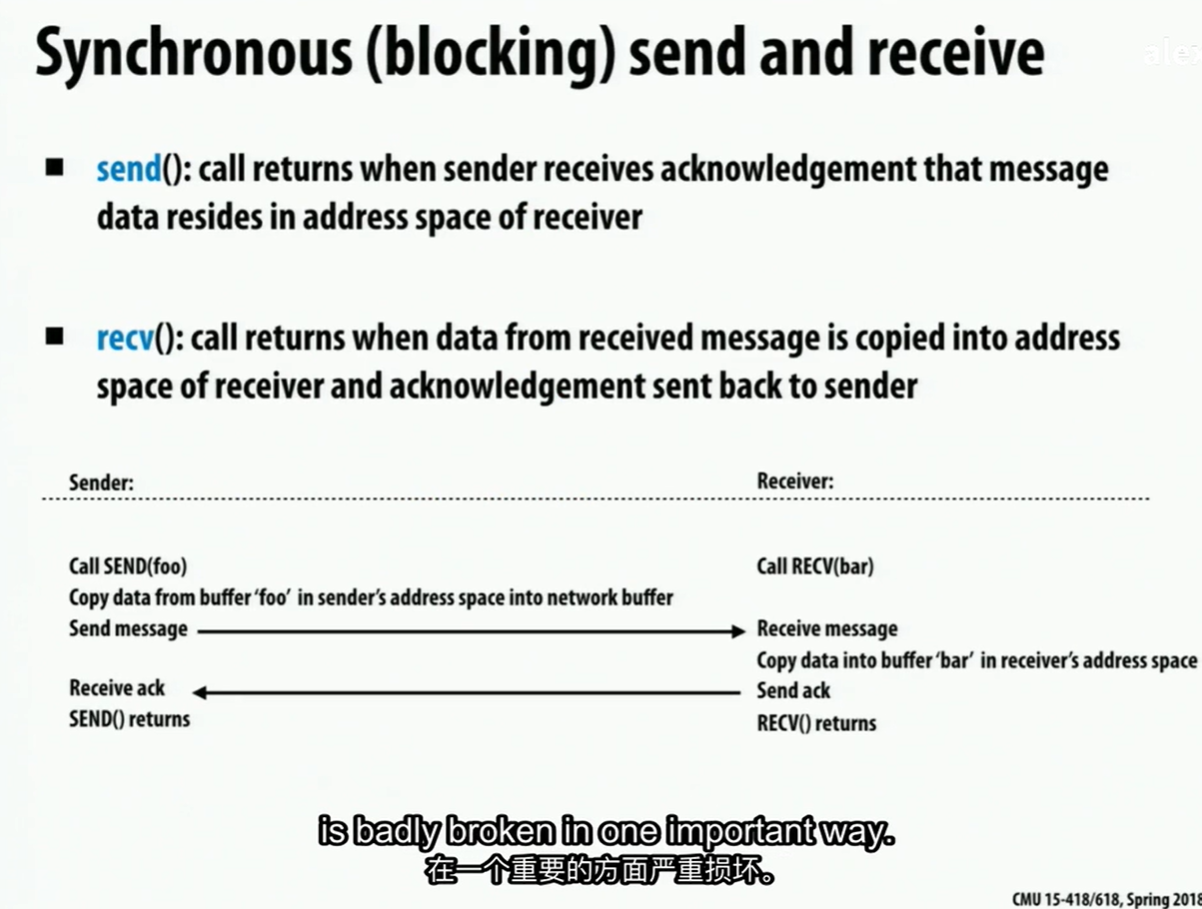 Synchronous (blocking) send and receive
■ send(): call returns when sender receives acknowledgement that message
data resides in address space of receiver
■ recv(): call returns when data from received message is copied into address
space of receiver and acknowledgement sent back to sender
Sender: Receiver:
Call SEND(foo) Call RECV(bar)
Copy data from buffer 'foo' in sender's address space into network buffer
Send message Receive message
Copy data into buffer 'bar' in receiver's address space
Receive ack Send ack
SEND() returns RECV() returns
is badly broken in one important way.
在一个重要的方面严重损坏。
CMU 15-418/618, Spring 2018